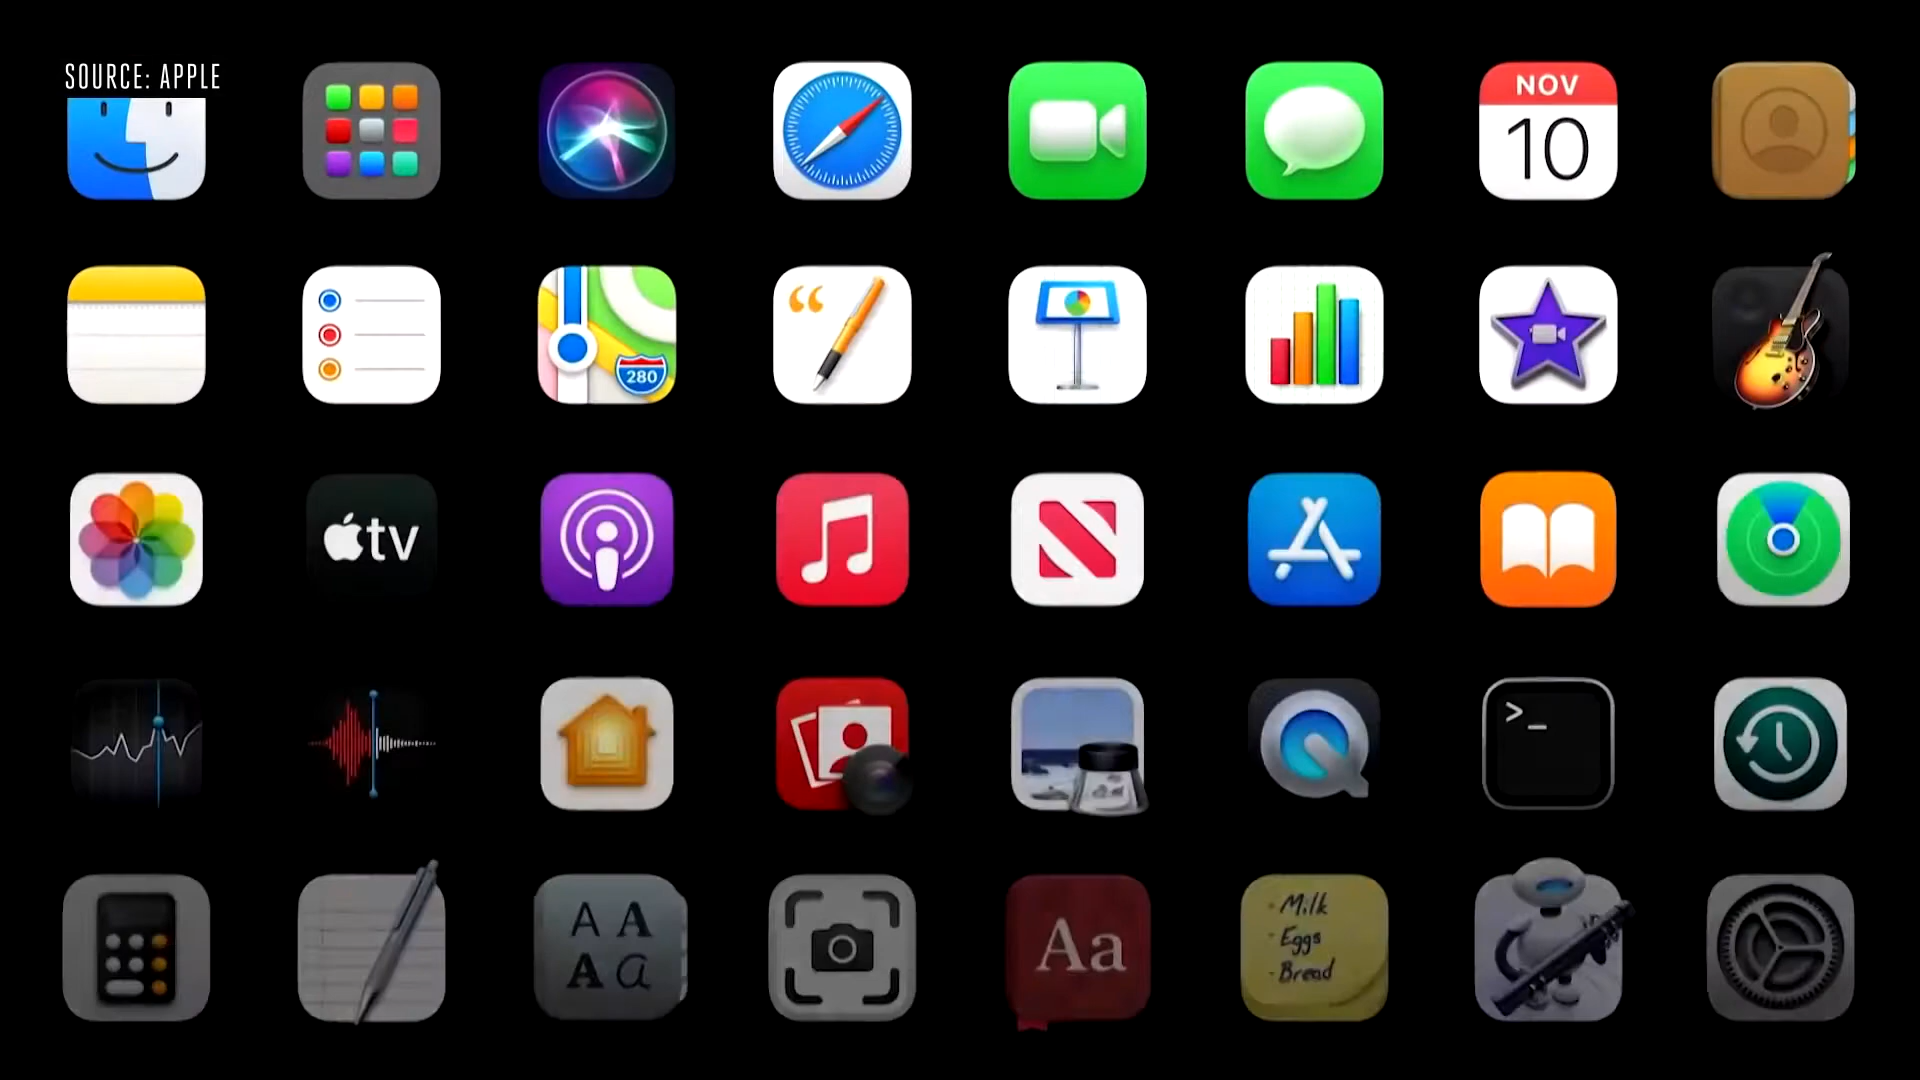 SOURCE: APPLE
NOV
10
“
280
tv
>_
A A
A a
Aa
- Milk
- Eggs
- Bread